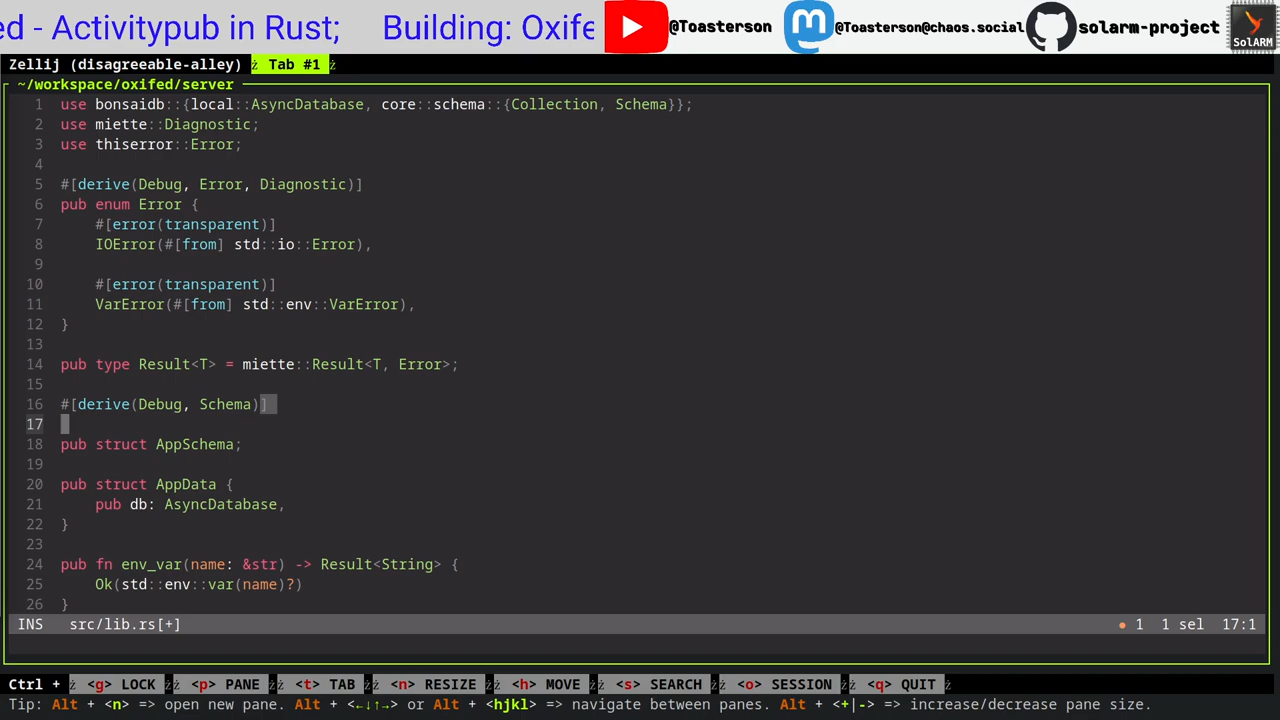 ed - Activitypub in Rust;    Building: Oxife
@Toasterson
@Toasterson@chaos.social
solarm-project
SolARM
Zellij (disagreeable-alley)  Tab #1
~/workspace/oxifed/server
1 use bonsaidb::{local::AsyncDatabase, core::schema::{Collection, Schema}};
2 use miette::Diagnostic;
3 use thiserror::Error;
4
5 #[derive(Debug, Error, Diagnostic)]
6 pub enum Error {
7     #[error(transparent)]
8     IOError(#[from] std::io::Error),
9
10     #[error(transparent)]
11     VarError(#[from] std::env::VarError),
12 }
13
14 pub type Result<T> = miette::Result<T, Error>;
15
16 #[derive(Debug, Schema)]
17
18 pub struct AppSchema;
19
20 pub struct AppData {
21     pub db: AsyncDatabase,
22 }
23
24 pub fn env_var(name: &str) -> Result<String> {
25     Ok(std::env::var(name)?)
26 }
INS  src/lib.rs[+]  ● 1  1 sel  17:1
Ctrl +  <g> LOCK  <p> PANE  <t> TAB  <n> RESIZE  <h> MOVE  <s> SEARCH  <o> SESSION  <q> QUIT
Tip: Alt + <n> => open new pane. Alt + <←↓↑→> or Alt + <hjkl> => navigate between panes. Alt + <+|-> => increase/decrease pane size.